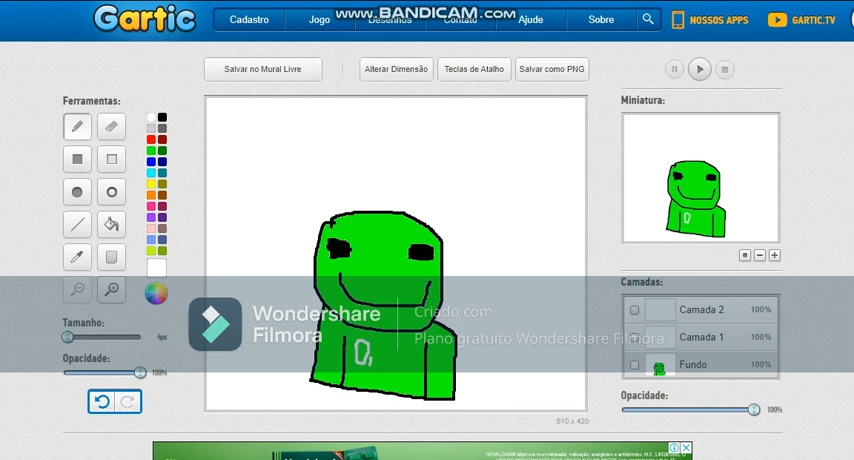 www.BANDICAM.com
Gartic
Cadastro Jogo Desenhos Contato Ajude Sobre NOSSOS APPS GARTIC.TV
Salvar no Mural Livre Alterar Dimensão Teclas de Atalho Salvar como PNG
Ferramentas:
Miniatura:
Wondershare
Filmora
Criado com
Plano gratuito Wondershare Filmora
Camadas:
Camada 2 100%
Camada 1 100%
Fundo 100%
Tamanho:
4px
Opacidade:
100%
0,
Opacidade:
100%
510 x 420